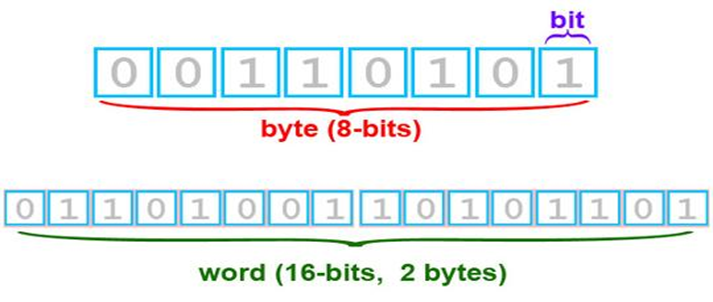 bit
0 0 1 1 0 1 0 1
byte (8-bits)
0 1 1 0 1 0 0 1 1 0 1 0 1 1 0 1
word (16-bits, 2 bytes)